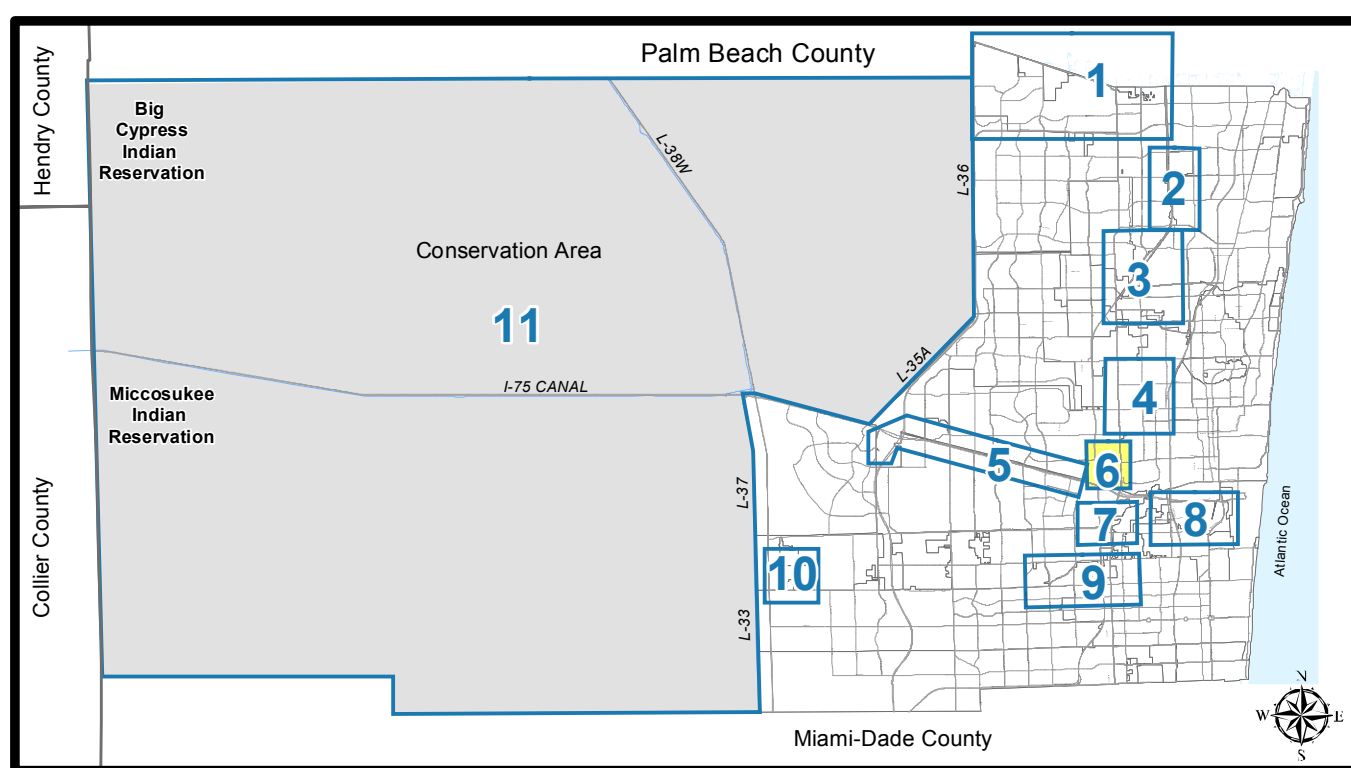 Palm Beach County
Hendry County
Big
Cypress
Indian
Reservation
1
L-38W
L-36
2
Conservation Area
3
11
L-35A
I-75 CANAL
Miccosukee
Indian
Reservation
4
5
6
L-37
7
8
Atlantic Ocean
10
9
Collier County
L-33
N
W
E
S
Miami-Dade County